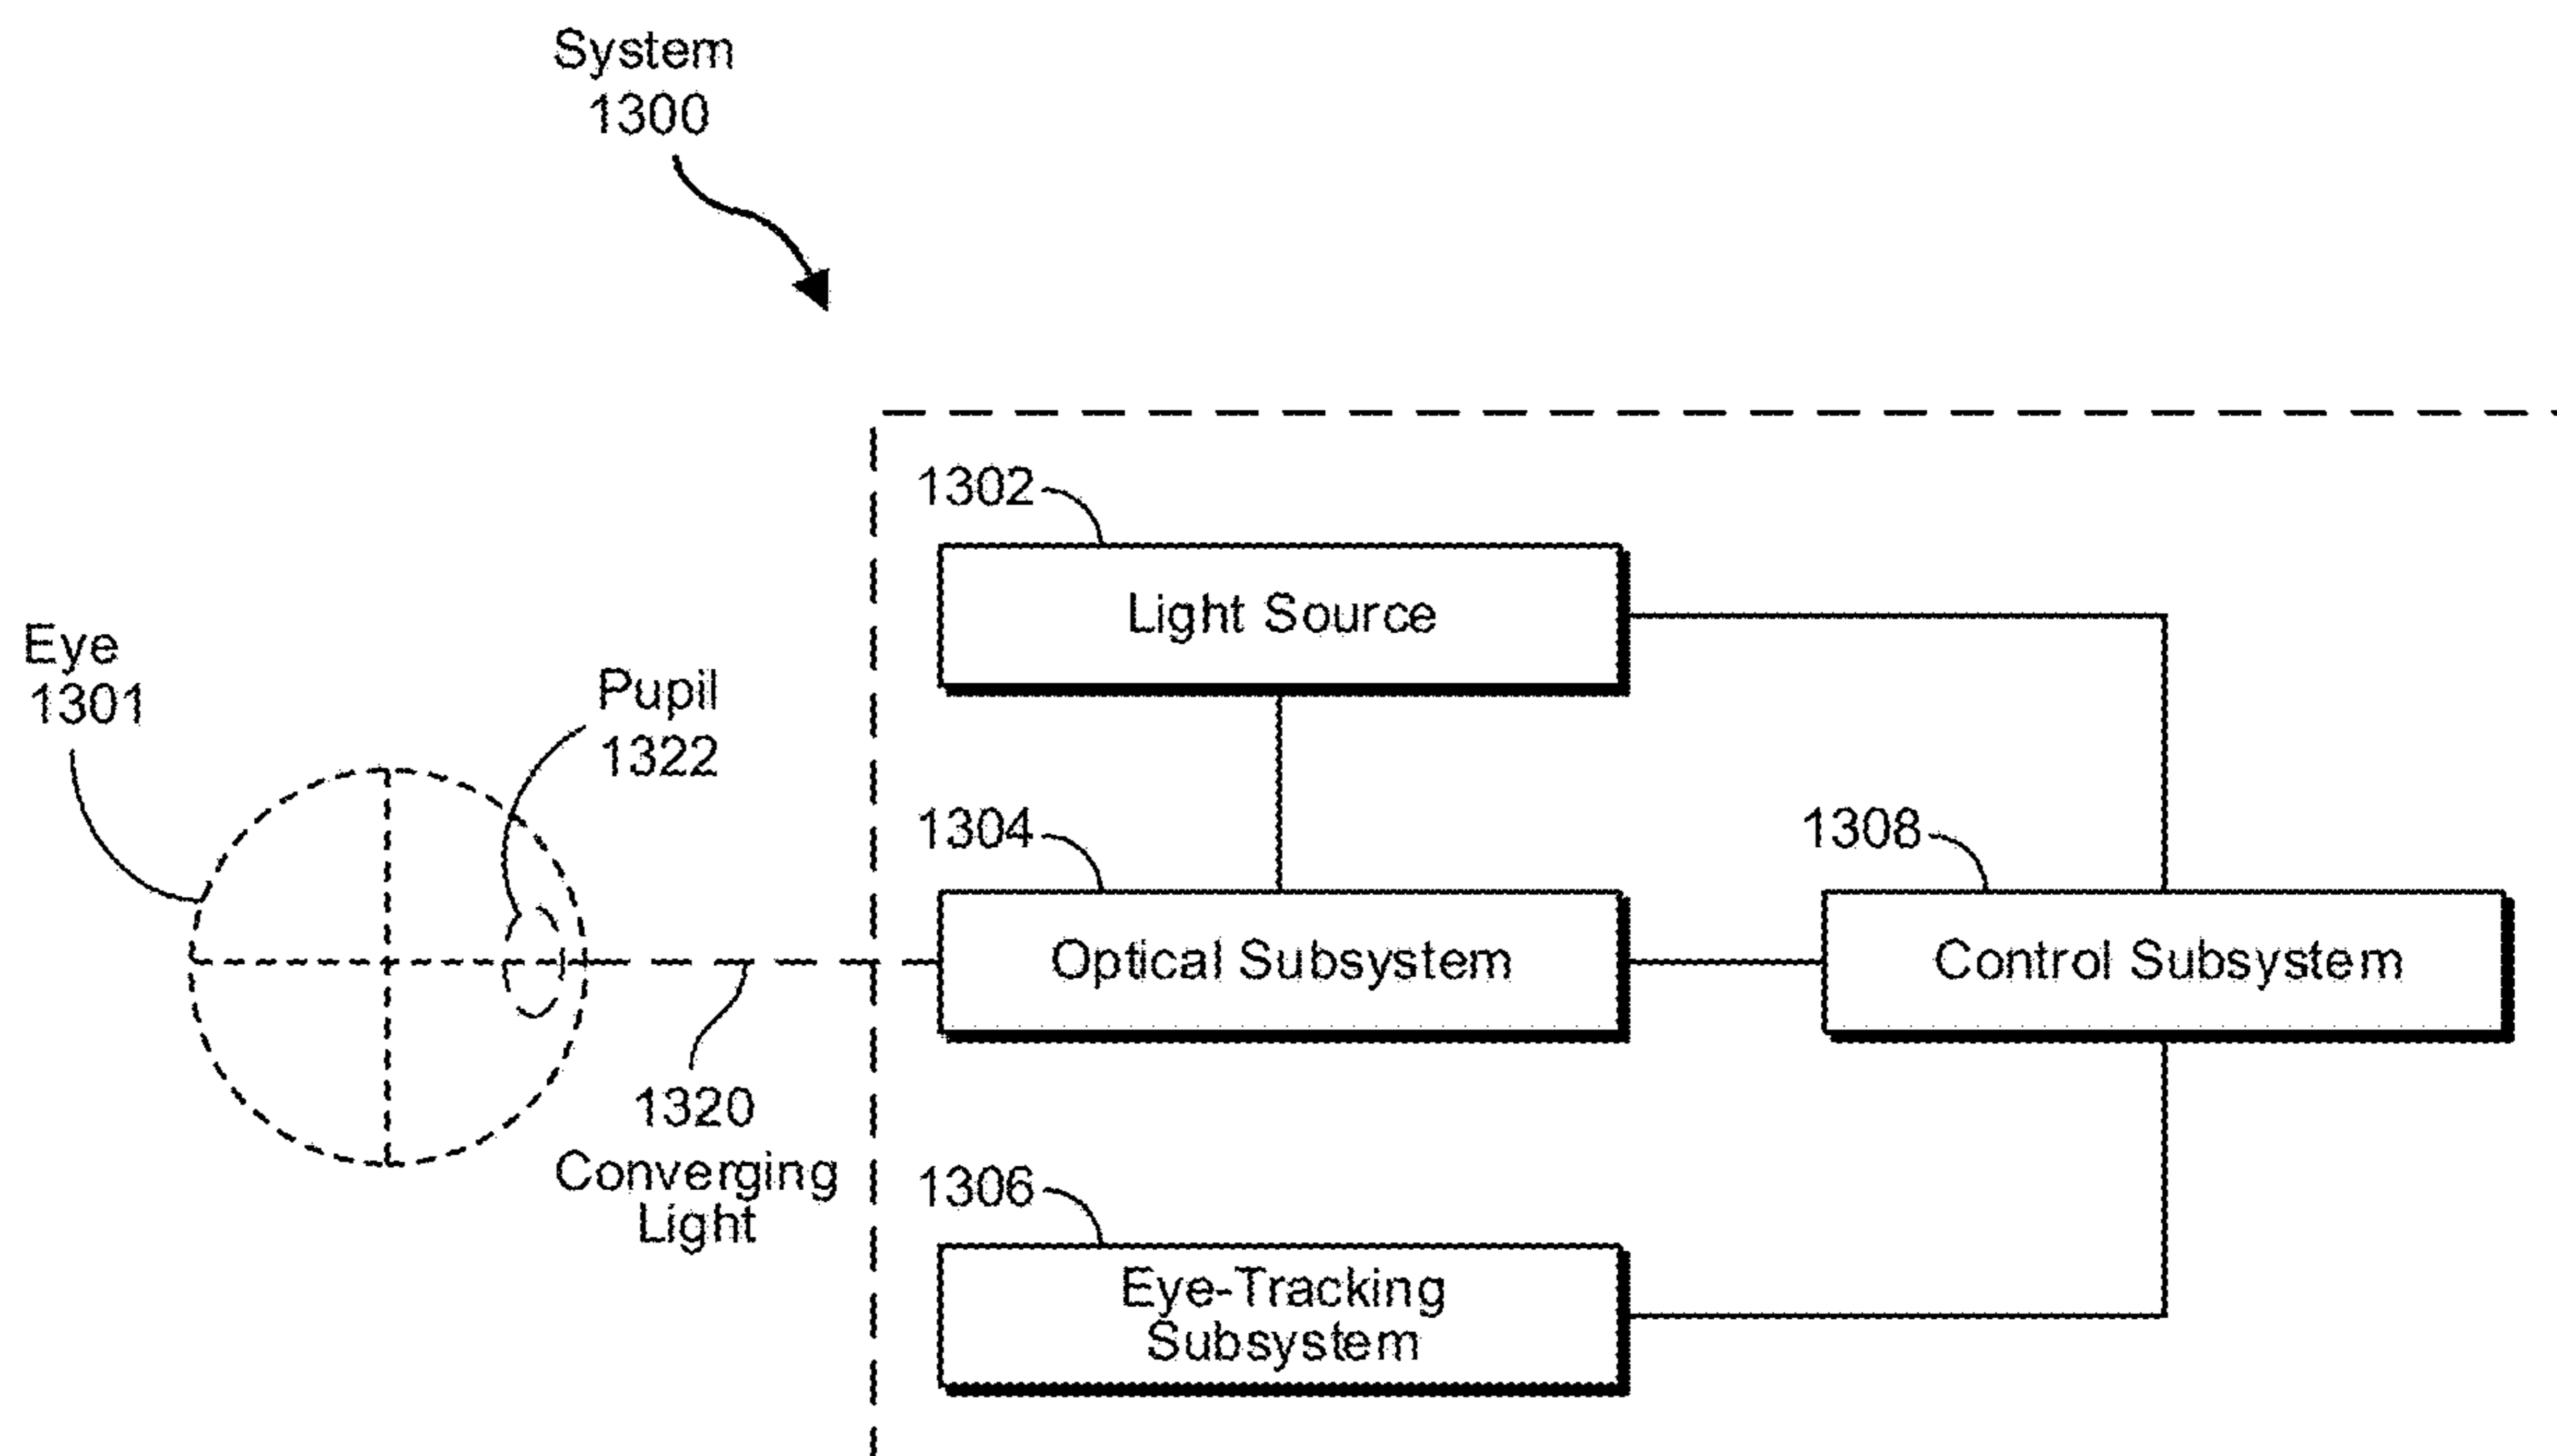 System
1300
1302
Light Source
Eye
1301
Pupil
1322
1304
Optical Subsystem
1308
Control Subsystem
1320
Converging
Light
1306
Eye-Tracking
Subsystem